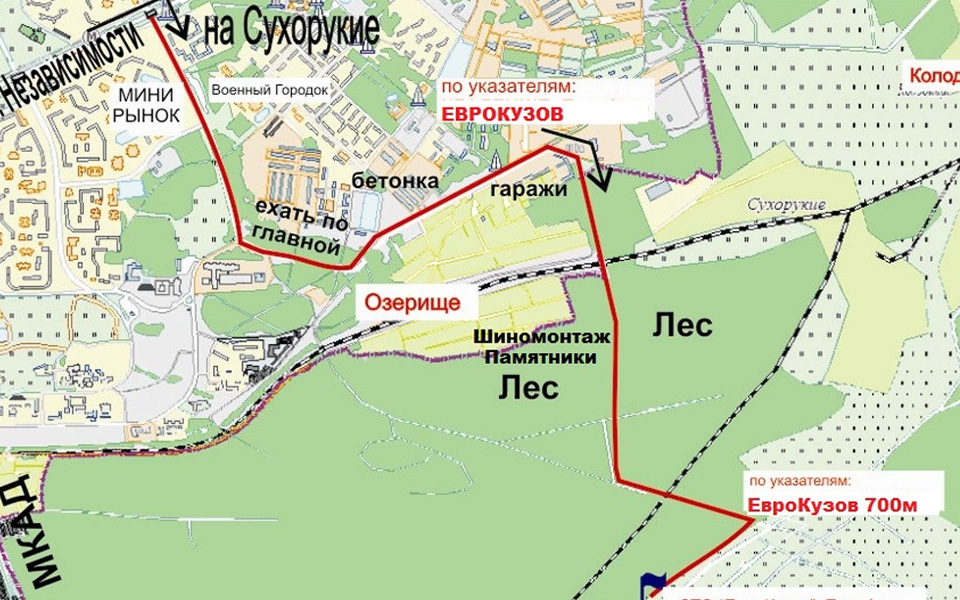 на Сухорукие
Независимости
МИНИ
РЫНОК
Военный Городок
по указателям:
ЕВРОКУЗОВ
Колод
бетонка
гаражи
ехать по
главной
Сухорукие
Озерище
Шиномонтаж
Памятники
Лес
Лес
по указателям:
ЕвроКузов 700м
МКАД